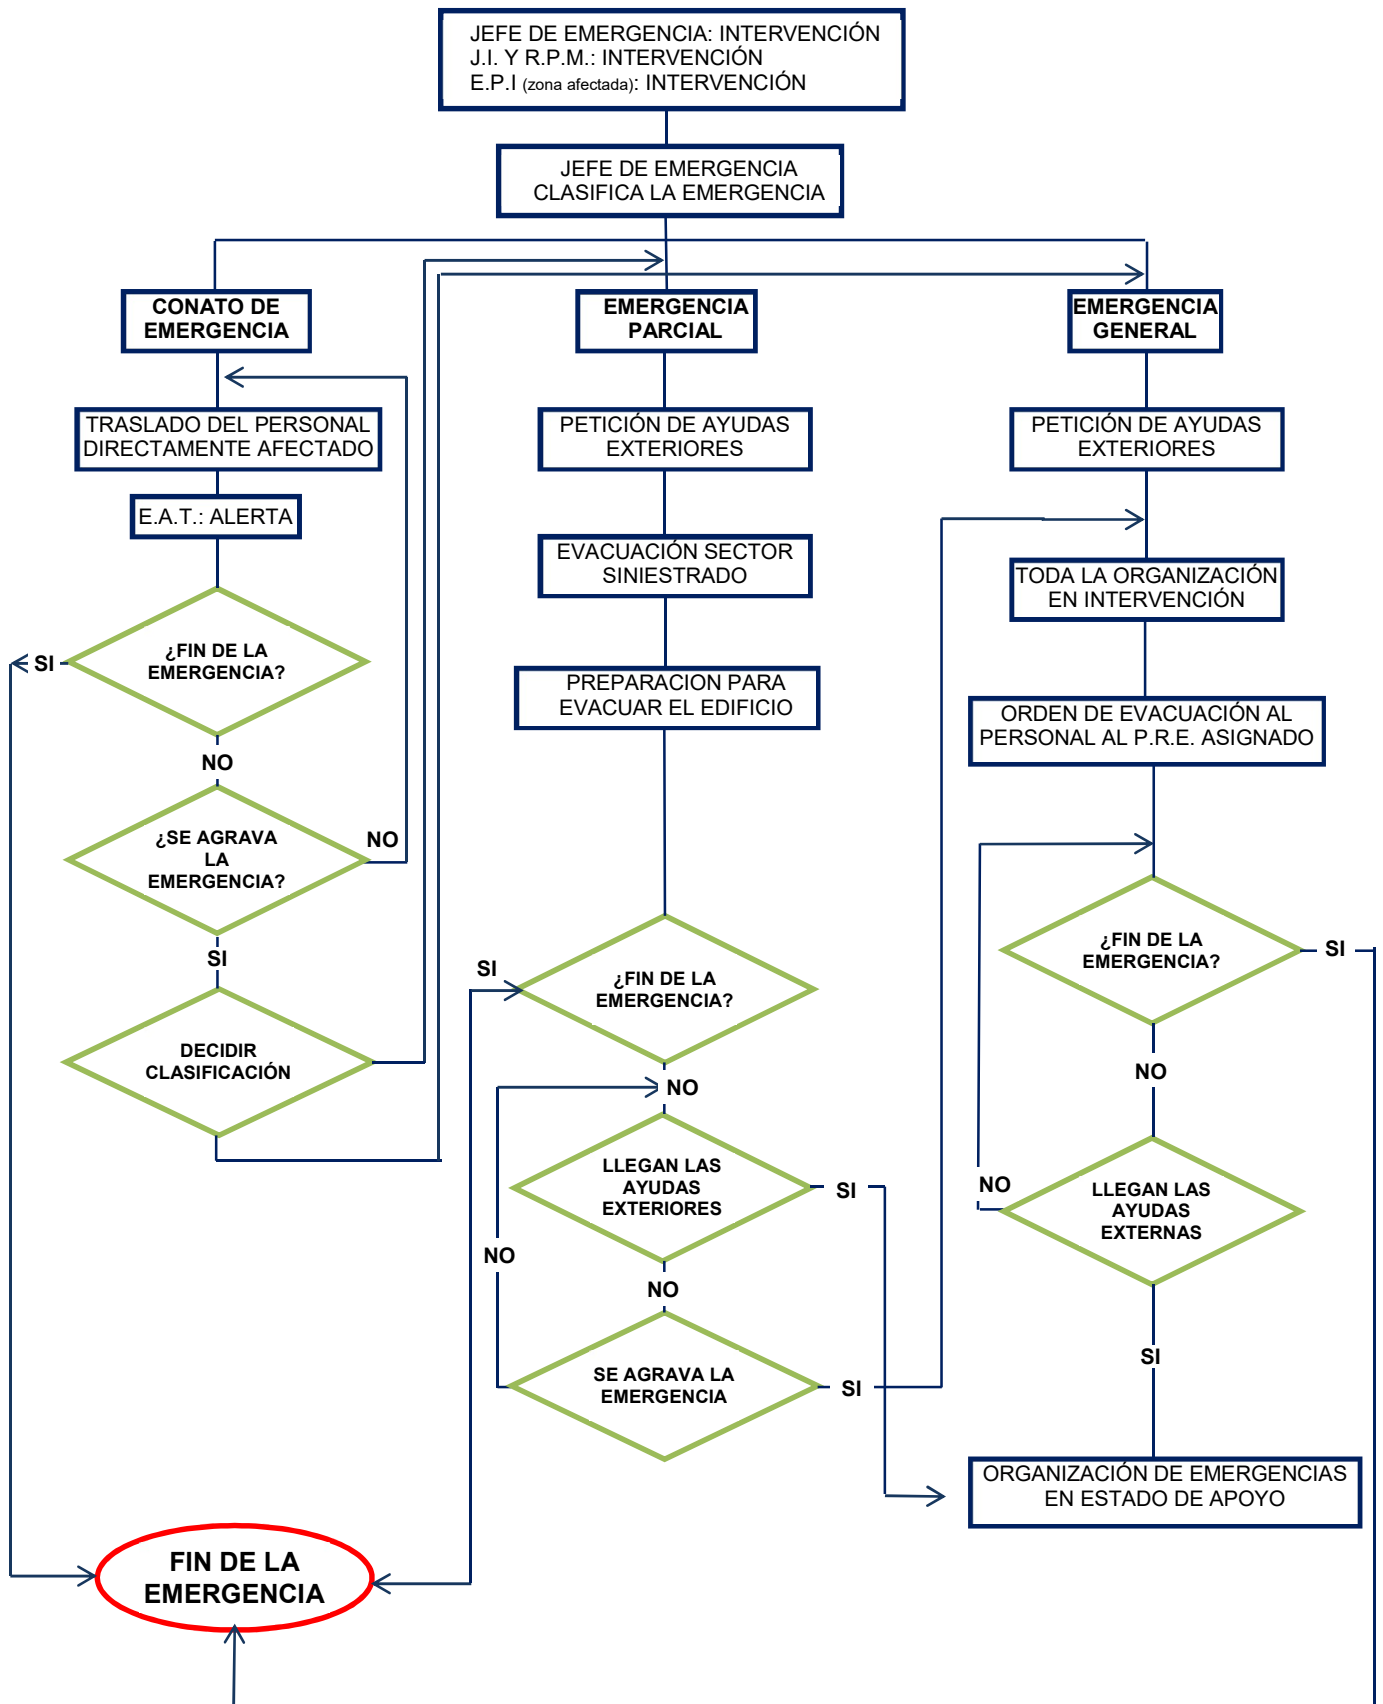 JEFE DE EMERGENCIA: INTERVENCIÓN
J.I. Y R.P.M.: INTERVENCIÓN
E.P.I (zona afectada): INTERVENCIÓN
JEFE DE EMERGENCIA
CLASIFICA LA EMERGENCIA
CONATO DE
EMERGENCIA
EMERGENCIA
PARCIAL
EMERGENCIA
GENERAL
TRASLADO DEL PERSONAL
DIRECTAMENTE AFECTADO
PETICIÓN DE AYUDAS
EXTERIORES
PETICIÓN DE AYUDAS
EXTERIORES
E.A.T.: ALERTA
EVACUACIÓN SECTOR
SINIESTRADO
TODA LA ORGANIZACIÓN
EN INTERVENCIÓN
¿FIN DE LA
EMERGENCIA?
SI
NO
PREPARACION PARA
EVACUAR EL EDIFICIO
ORDEN DE EVACUACIÓN AL
PERSONAL AL P.R.E. ASIGNADO
¿SE AGRAVA
LA
EMERGENCIA?
NO
SI
DECIDIR
CLASIFICACIÓN
SI
¿FIN DE LA
EMERGENCIA?
NO
¿FIN DE LA
EMERGENCIA?
SI
NO
LLEGAN LAS
AYUDAS
EXTERIORES
SI
NO
NO
LLEGAN LAS
AYUDAS
EXTERNAS
NO
SI
SE AGRAVA LA
EMERGENCIA
SI
ORGANIZACIÓN DE EMERGENCIAS
EN ESTADO DE APOYO
FIN DE LA
EMERGENCIA